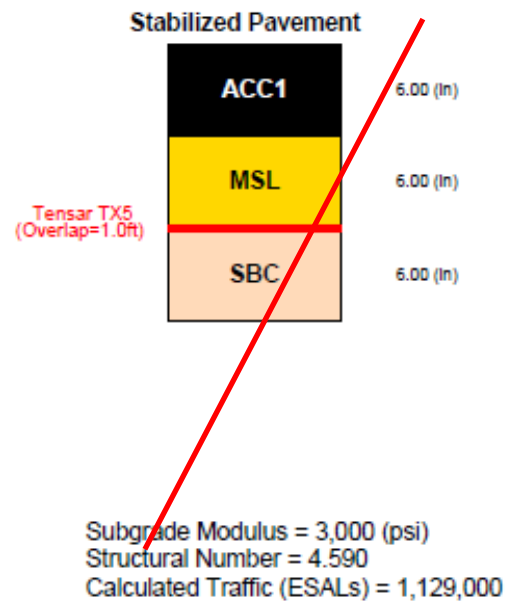 Stabilized Pavement
ACC1
6.00 (in)
MSL
6.00 (in)
Tensar TX5
(Overlap=1.0ft)
SBC
6.00 (in)
Subgrade Modulus = 3,000 (psi)
Structural Number = 4.590
Calculated Traffic (ESALs) = 1,129,000